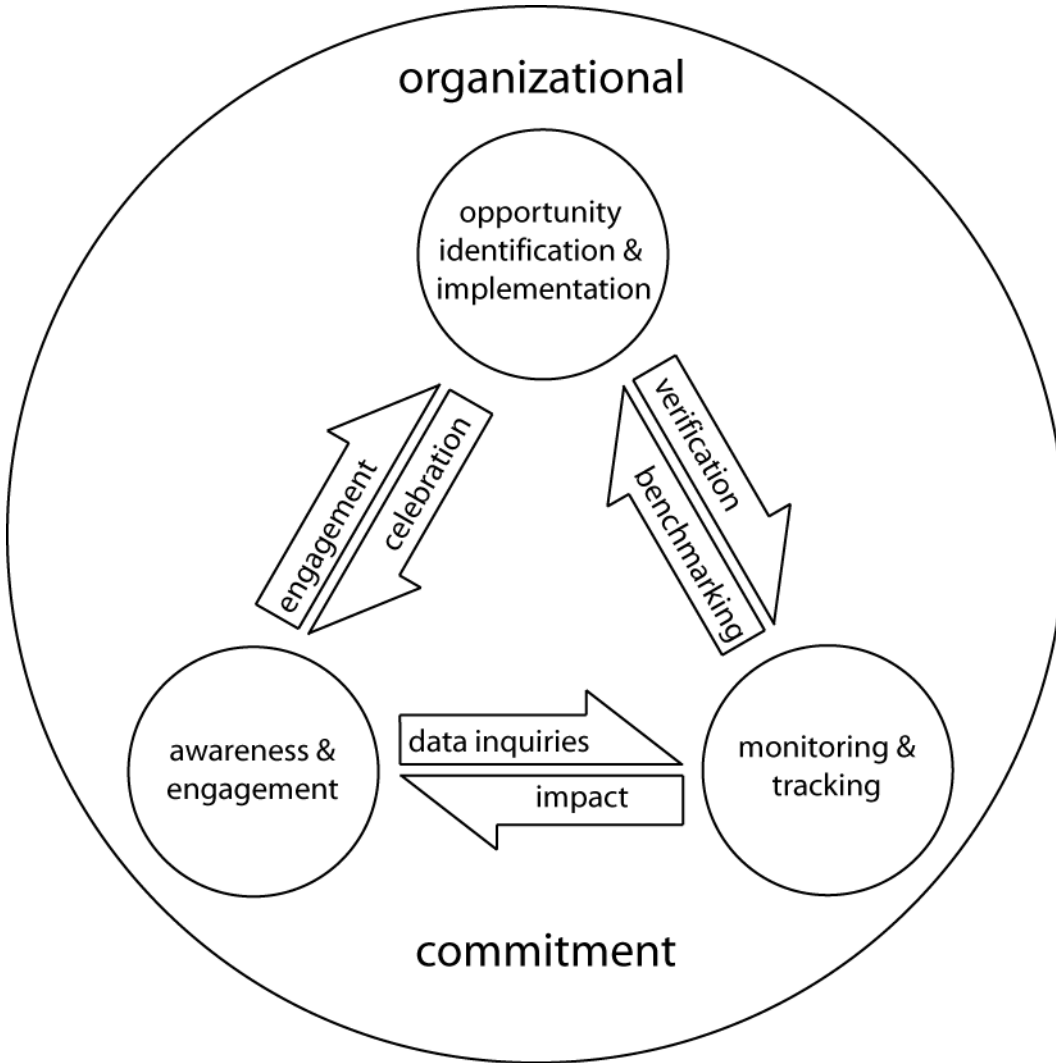 organizational
opportunity
identification &
implementation
verification
benchmarking
engagement
celebration
awareness &
engagement
data inquiries
impact
monitoring &
tracking
commitment